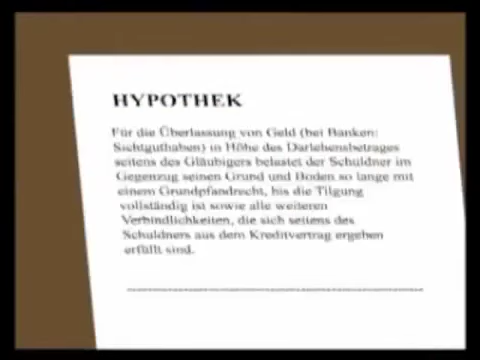 HYPOTHEK
Für die Überlassung von Geld (bei Banken:
Sichtguthaben) in Höhe des Darlehensbetrages
seitens des Gläubigers belastet der Schuldner im
Gegenzug seinen Grund und Boden so lange mit
einem Grundpfandrecht, bis die Tilgung
vollständig ist sowie alle weiteren
Verbindlichkeiten, die sich seitens des
Schuldners aus dem Kreditvertrag ergeben
erfüllt sind.